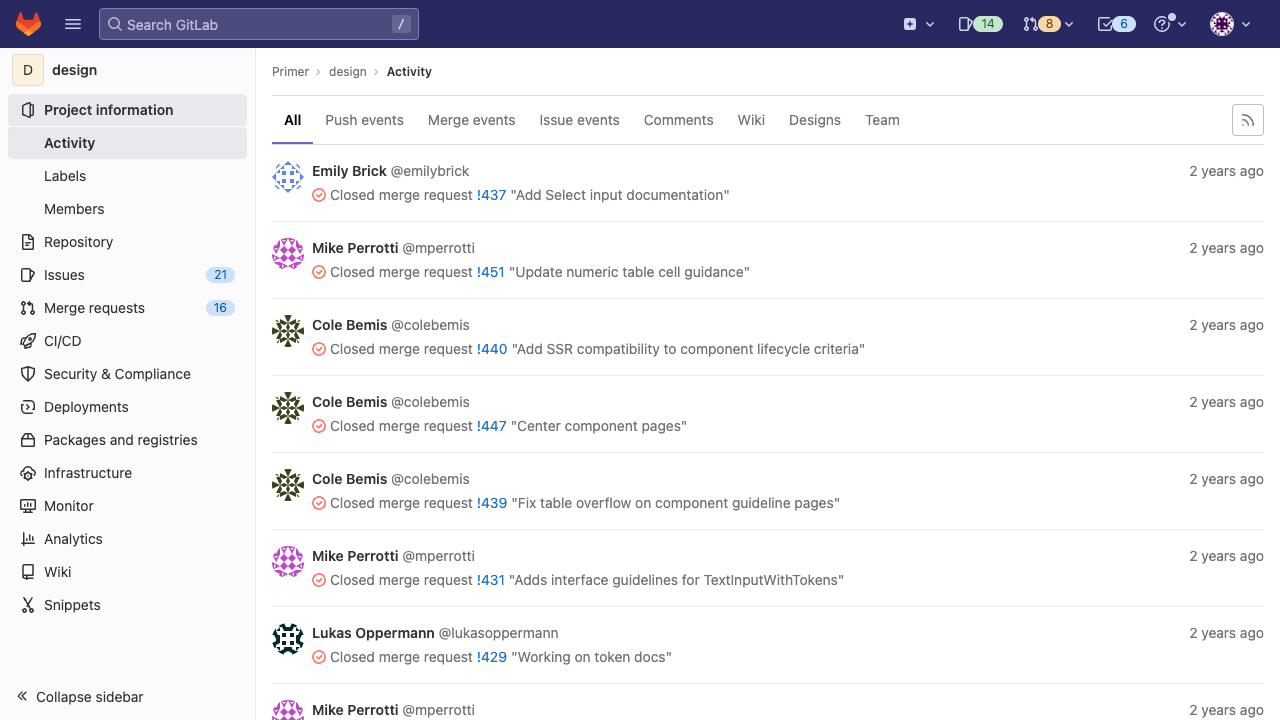 Search GitLab /
14
8
6
D design
Project information
Activity
Labels
Members
Repository
Issues 21
Merge requests 16
CI/CD
Security & Compliance
Deployments
Packages and registries
Infrastructure
Monitor
Analytics
Wiki
Snippets
Collapse sidebar
Primer design Activity
All Push events Merge events Issue events Comments Wiki Designs Team
Emily Brick @emilybrick 2 years ago
Closed merge request !437 "Add Select input documentation"
Mike Perrotti @mperrotti 2 years ago
Closed merge request !451 "Update numeric table cell guidance"
Cole Bemis @colebemis 2 years ago
Closed merge request !440 "Add SSR compatibility to component lifecycle criteria"
Cole Bemis @colebemis 2 years ago
Closed merge request !447 "Center component pages"
Cole Bemis @colebemis 2 years ago
Closed merge request !439 "Fix table overflow on component guideline pages"
Mike Perrotti @mperrotti 2 years ago
Closed merge request !431 "Adds interface guidelines for TextInputWithTokens"
Lukas Oppermann @lukasoppermann 2 years ago
Closed merge request !429 "Working on token docs"
Mike Perrotti @mperrotti 2 years ago